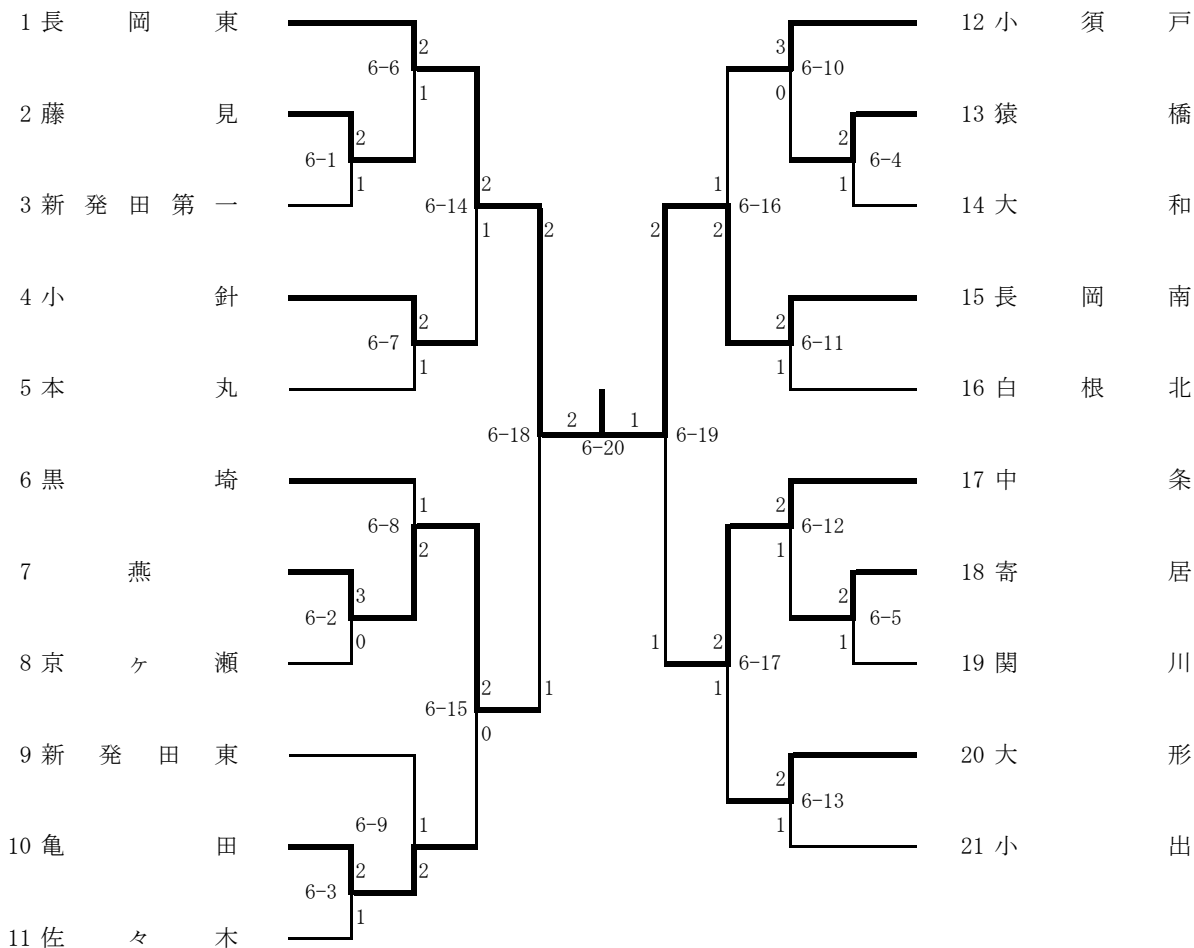 1 長岡東
12 小須戸
2
3
6-6
6-10
1
0
2 藤見
13 猿橋
2
2
6-1
6-4
1
1
3 新発田第一
14 大和
2
1
6-14
6-16
1
2
2
2
4 小針
15 長岡南
2
2
6-7
6-11
1
1
5 本丸
16 白根北
2
1
6-18
6-19
6-20
6 黒埼
17 中条
1
2
6-8
6-12
2
1
7 燕
18 寄居
3
2
6-2
6-5
0
1
8 京ヶ瀬
19 関川
1
2
6-17
1
2
1
6-15
0
9 新発田東
20 大形
2
6-13
6-9
1
1
10 亀田
21 小出
2
2
6-3
1
11 佐々木